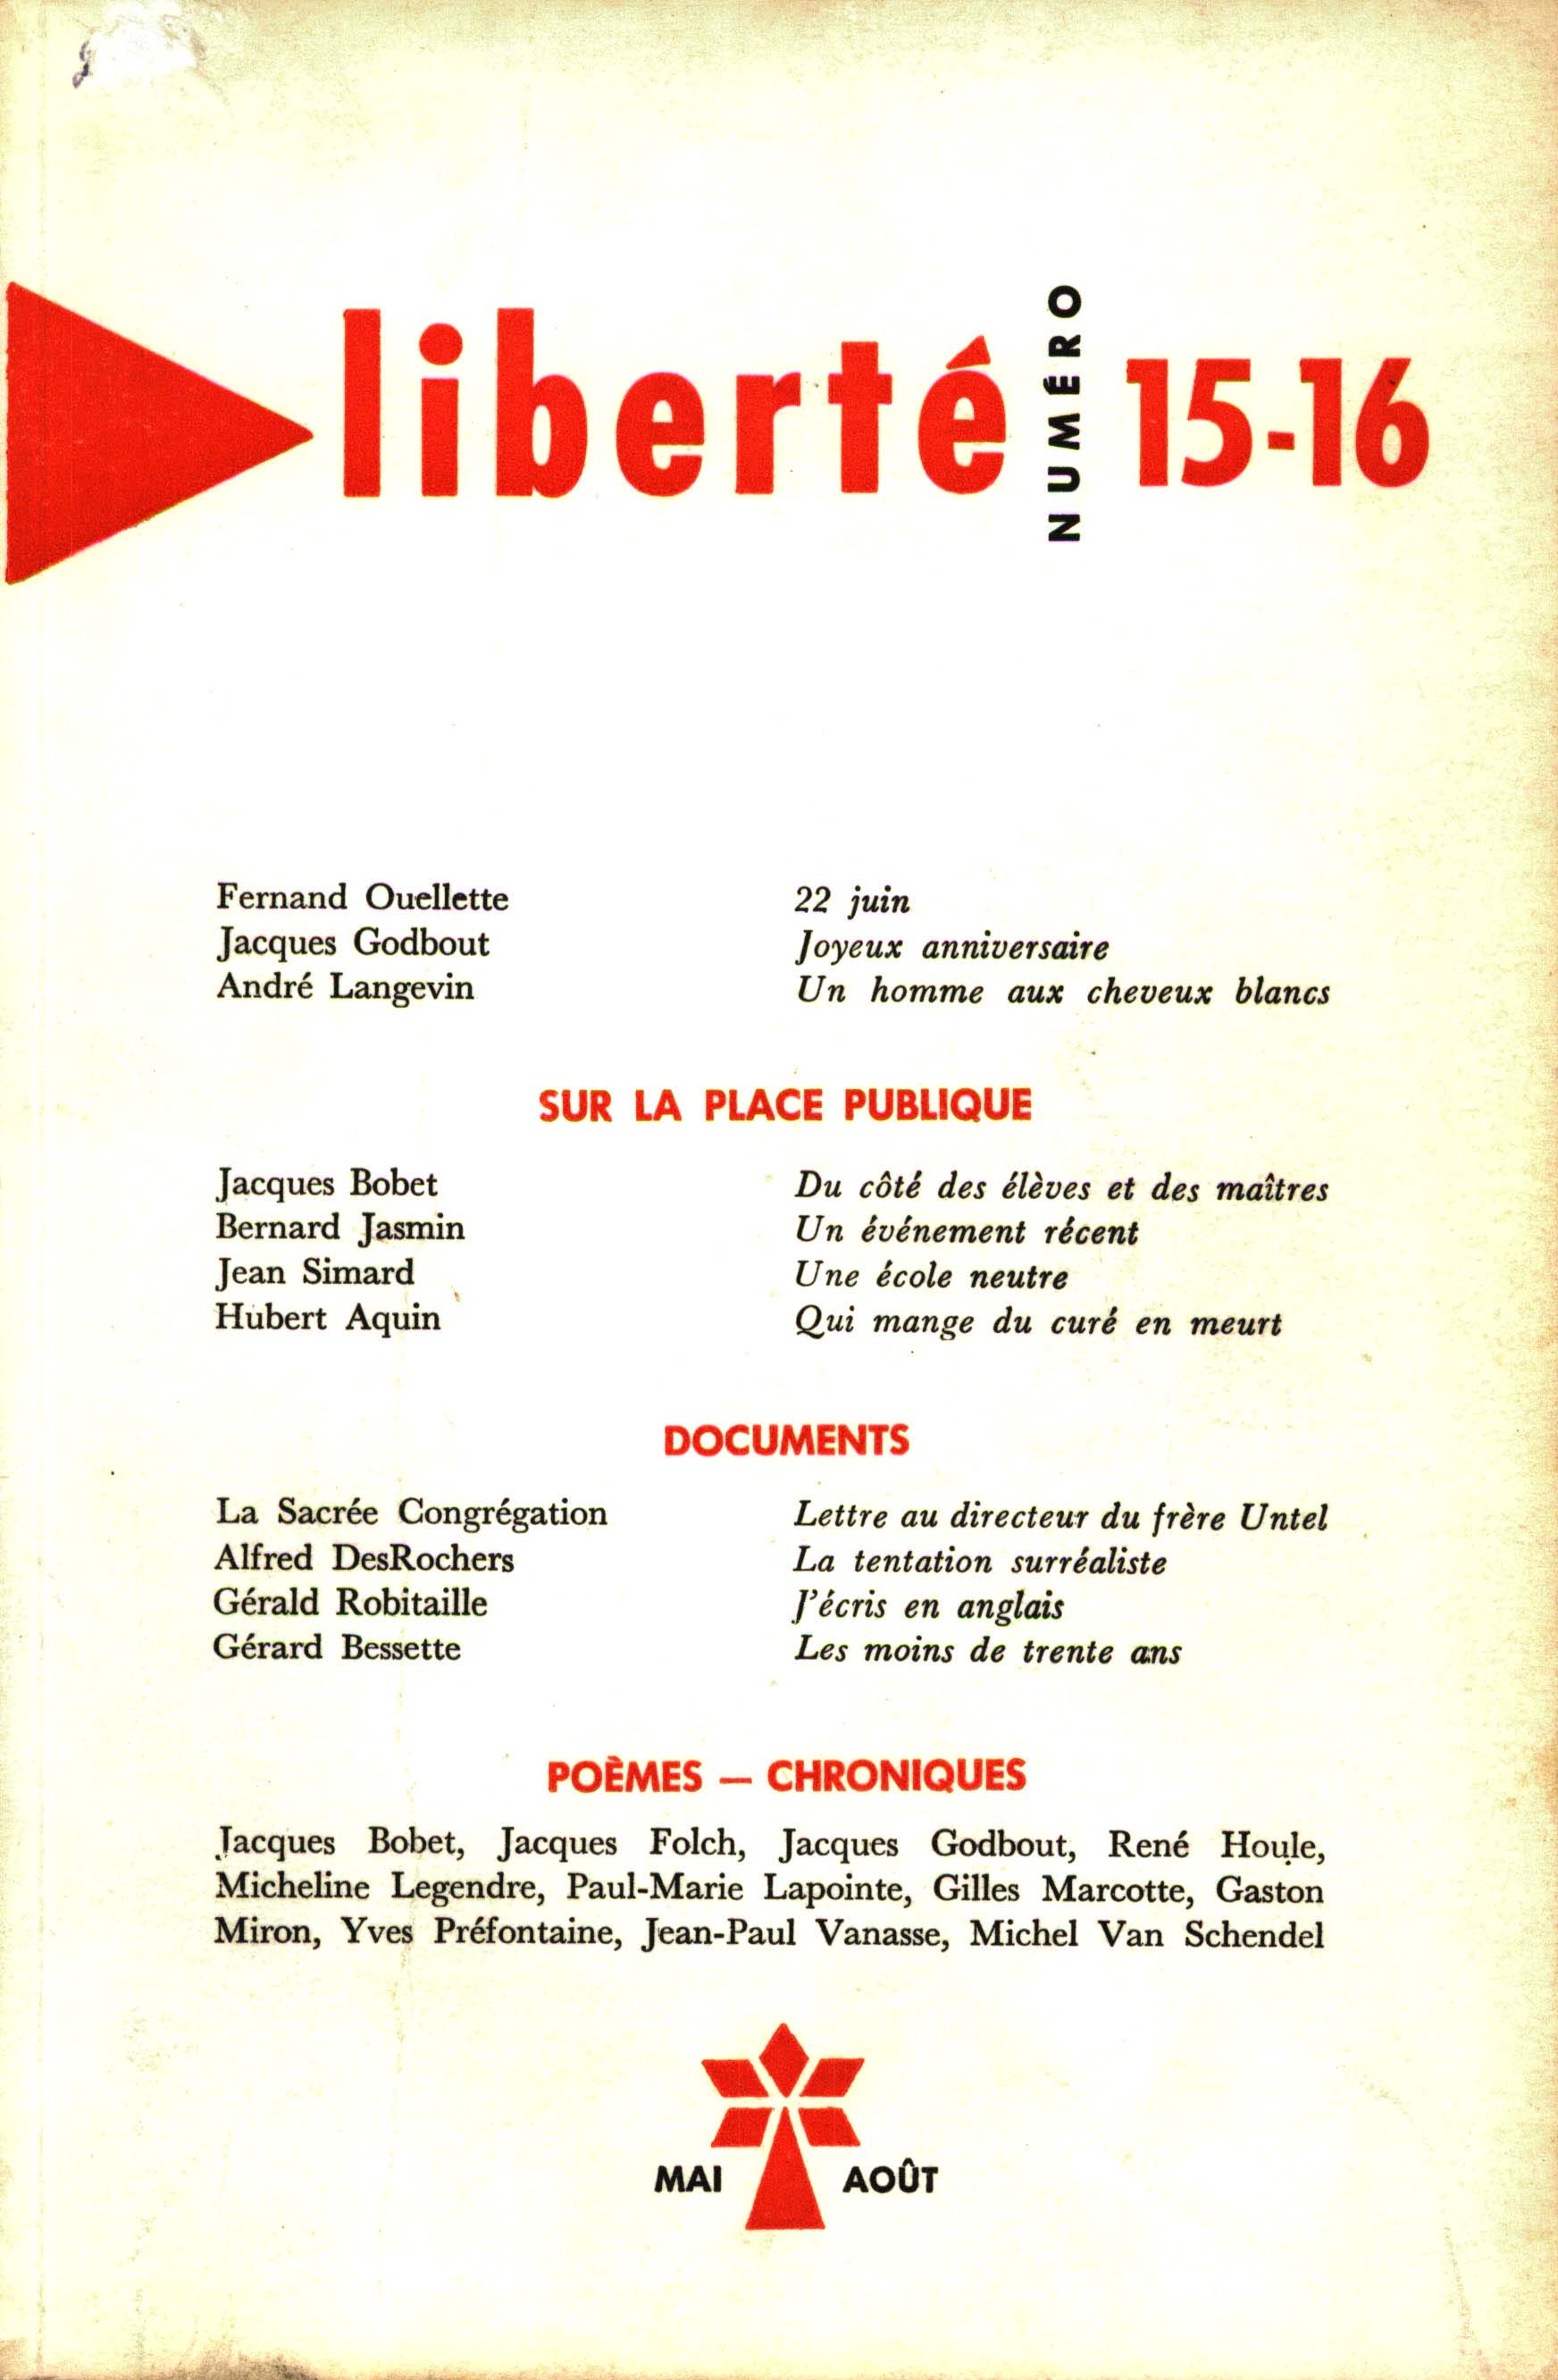 liberté NUMÉRO 15-16
Fernand Ouellette 22 juin
Jacques Godbout Joyeux anniversaire
André Langevin Un homme aux cheveux blancs
SUR LA PLACE PUBLIQUE
Jacques Bobet Du côté des élèves et des maîtres
Bernard Jasmin Un événement récent
Jean Simard Une école neutre
Hubert Aquin Qui mange du curé en meurt
DOCUMENTS
La Sacrée Congrégation Lettre au directeur du frère Untel
Alfred DesRochers La tentation surréaliste
Gérald Robitaille J'écris en anglais
Gérard Bessette Les moins de trente ans
POÈMES — CHRONIQUES
Jacques Bobet, Jacques Folch, Jacques Godbout, René Houle,
Micheline Legendre, Paul-Marie Lapointe, Gilles Marcotte, Gaston
Miron, Yves Préfontaine, Jean-Paul Vanasse, Michel Van Schendel
MAI AOÛT